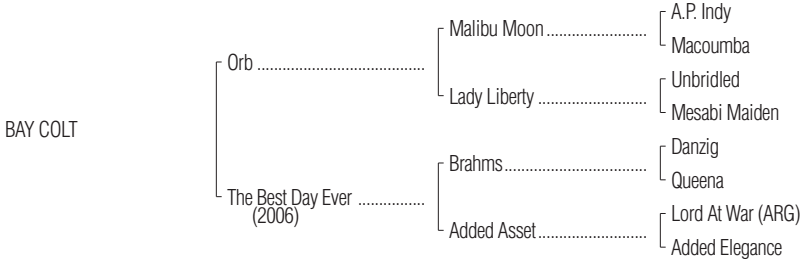 A.P. Indy
Malibu Moon
Macoumba
Orb
Unbridled
Lady Liberty
Mesabi Maiden
BAY COLT
Danzig
Brahms
Queena
The Best Day Ever
(2006)
Lord At War (ARG)
Added Asset
Added Elegance